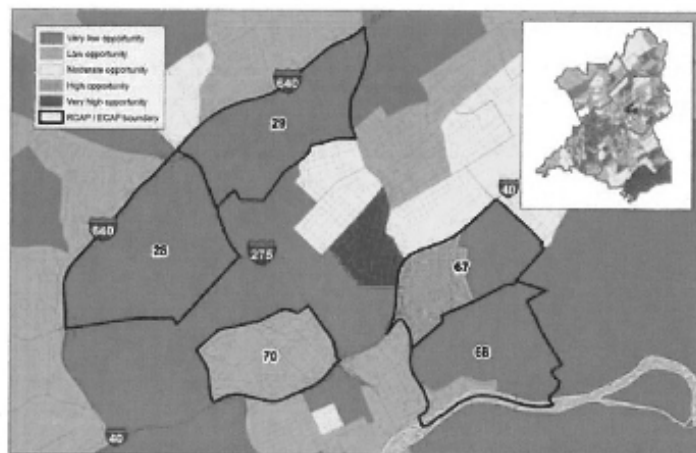 Very low opportunity
Low opportunity
Moderate opportunity
High opportunity
Very high opportunity
RCAP / ECAP boundary
640
29
40
640
26
275
67
70
68
40